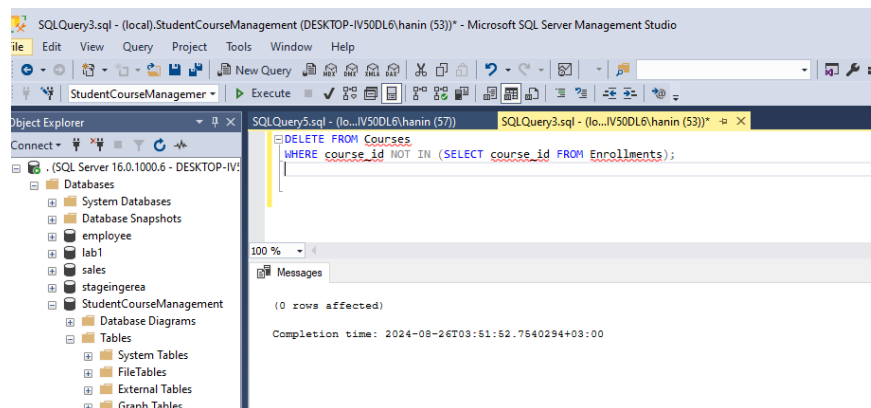 SQLQuery3.sql - (local).StudentCourseManagement (DESKTOP-IV50DL6\hanin (53))* - Microsoft SQL Server Management Studio
ile Edit View Query Project Tools Window Help
New Query MDX DMX XMLA DAX
StudentCourseManagemer Execute
Object Explorer
Connect
. (SQL Server 16.0.1000.6 - DESKTOP-IV5
Databases
System Databases
Database Snapshots
employee
lab1
sales
stageingerea
StudentCourseManagement
Database Diagrams
Tables
System Tables
FileTables
External Tables
Graph Tables
SQLQuery5.sql - (lo...IV50DL6\hanin (57)) SQLQuery3.sql - (lo...IV50DL6\hanin (53))*
DELETE FROM Courses
WHERE course_id NOT IN (SELECT course_id FROM Enrollments);
100 %
Messages
(0 rows affected)
Completion time: 2024-08-26T03:51:52.7540294+03:00